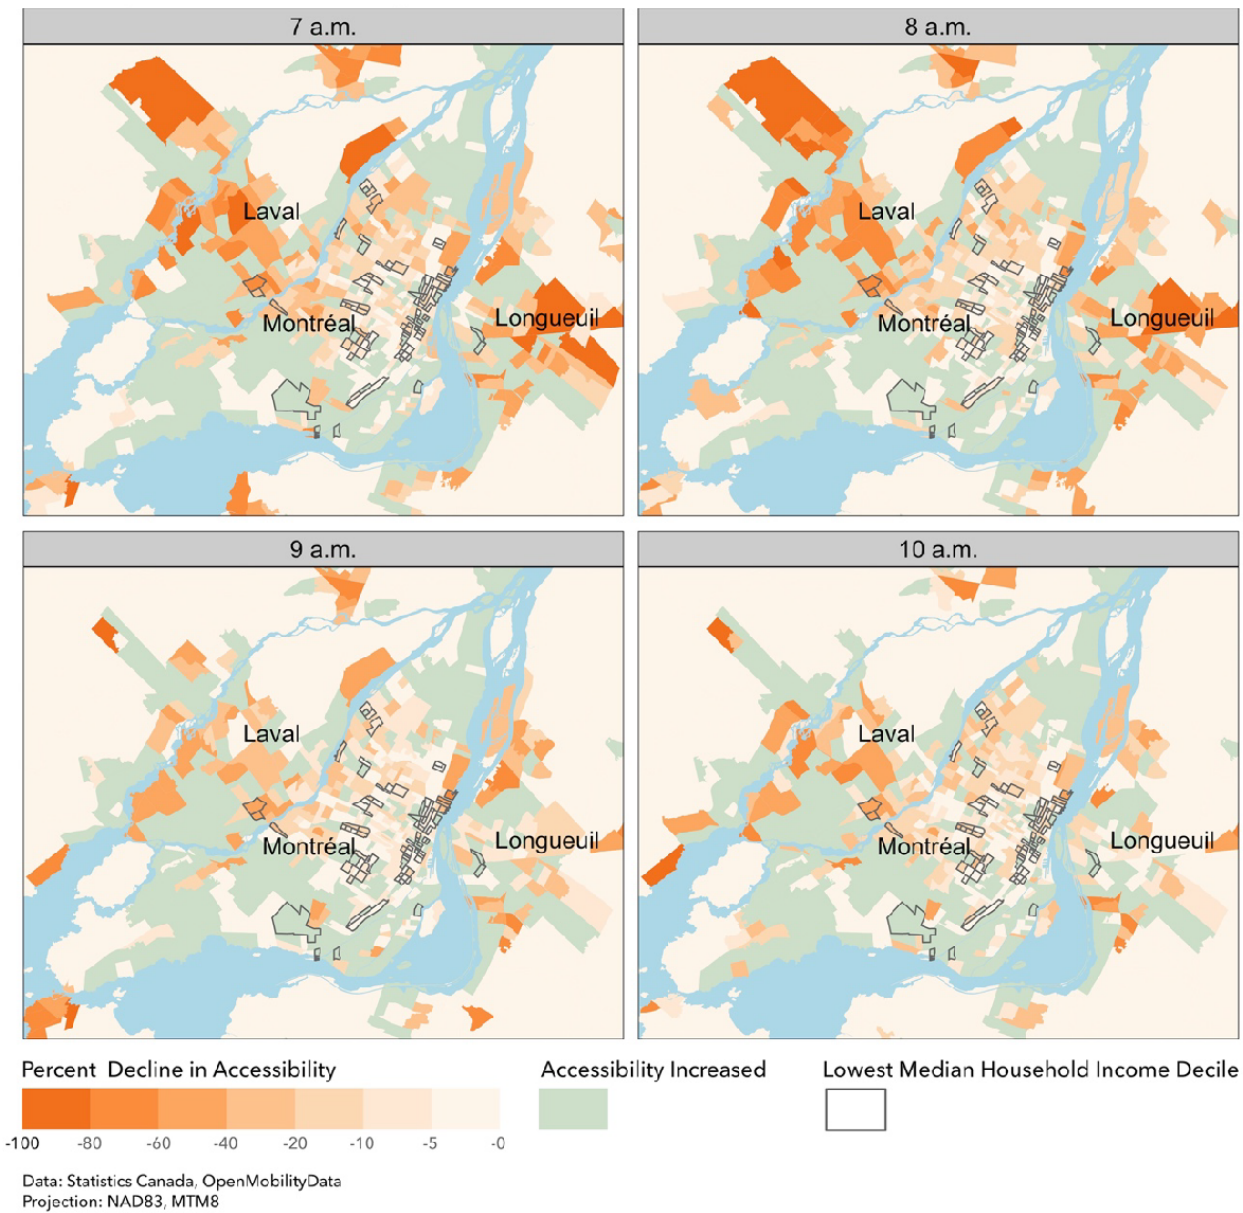 7 a.m.
8 a.m.
Laval
Montréal
Longueuil
Laval
Montréal
Longueuil
9 a.m.
10 a.m.
Laval
Montréal
Longueuil
Laval
Montréal
Longueuil
Percent Decline in Accessibility
Accessibility Increased
Lowest Median Household Income Decile
-100 -80 -60 -40 -20 -10 -5 -0
Data: Statistics Canada, OpenMobilityData
Projection: NAD83, MTM8